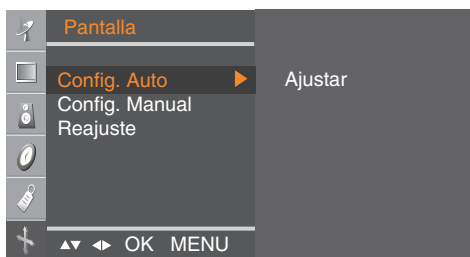 Pantalla
Config. Auto
Ajustar
Config. Manual
Reajuste
OK MENU